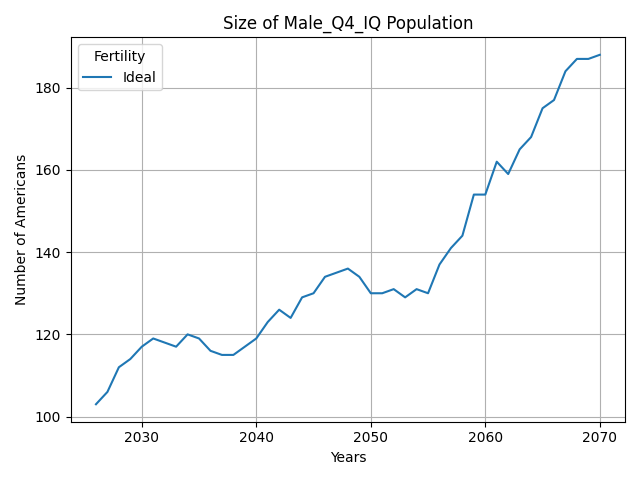 Size of Male_Q4_IQ Population
Fertility
Ideal
Number of Americans
180
160
140
120
100
2030 2040 2050 2060 2070
Years